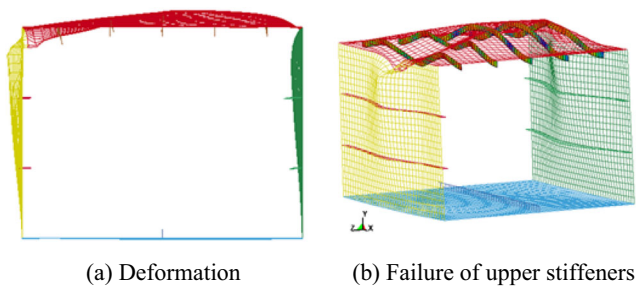 Y
Z X
(a) Deformation
(b) Failure of upper stiffeners